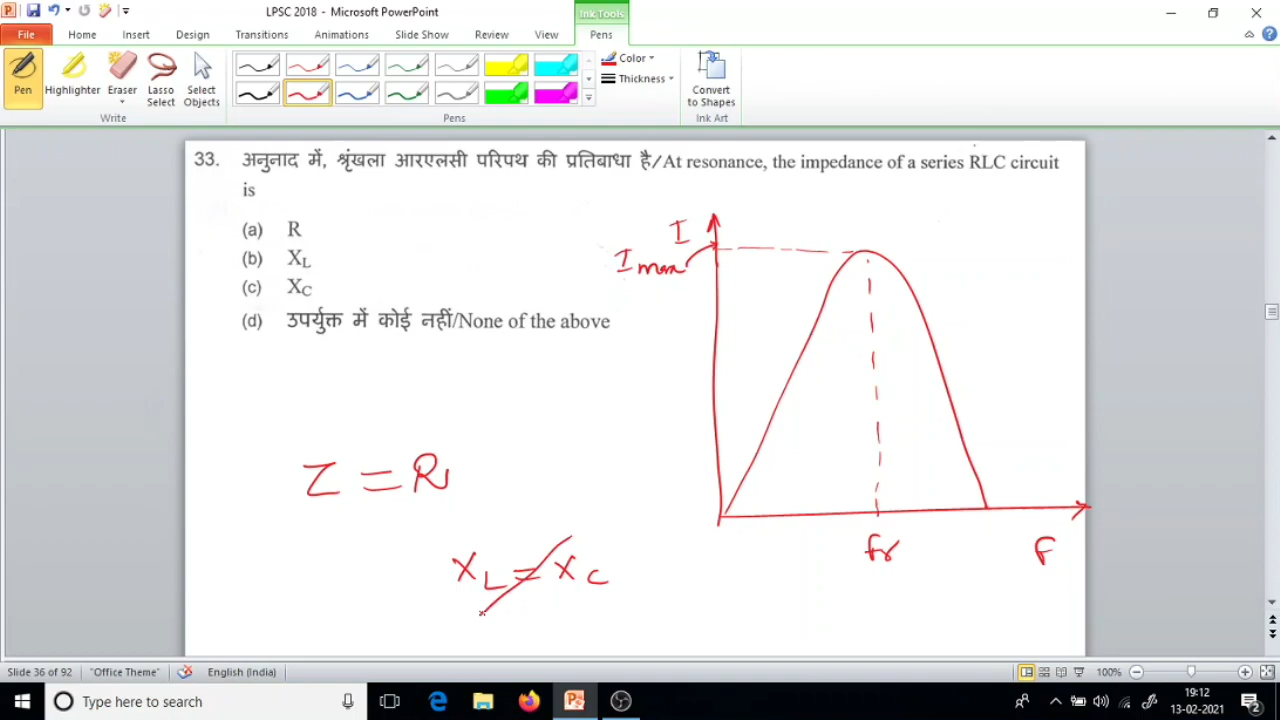 LPSC 2018 - Microsoft PowerPoint
Ink Tools
File Home Insert Design Transitions Animations Slide Show Review View Pens
Pen Highlighter Eraser Lasso Select Select Objects
Color
Thickness
Convert to Shapes
Write Pens Ink Art
33. अनुनाद में, श्रृंखला आरएलसी परिपथ की प्रतिबाधा है/At resonance, the impedance of a series RLC circuit
is
(a) R
(b) XL
(c) XC
(d) उपर्युक्त में कोई नहीं/None of the above
I
I max
Z = R
XL = XC
fr F
Slide 36 of 92 "Office Theme" English (India) 100%
Type here to search
19:12
13-02-2021
2